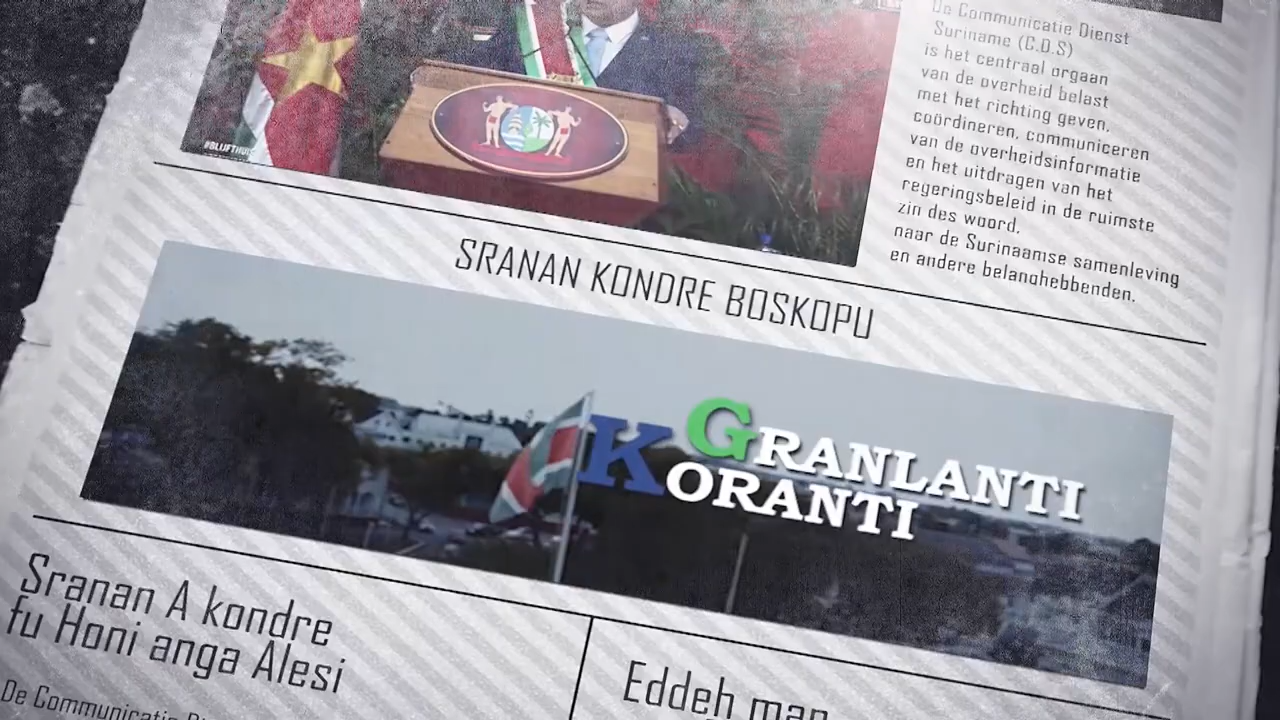 De Communicatie Dienst
Suriname (C.D.S)
is het centraal orgaan
van de overheid belast
met het richting geven,
coördineren, communiceren
van de overheidsinformatie
en het uitdragen van het
regeringsbeleid in de ruimste
zin des woord,
naar de Surinaamse samenleving
en andere belanghebbenden.
SRANAN KONDRE BOSKOPU
GRANLANTI
KORANTI
Sranan A kondre
fu Honi anga Alesi
De Communicatie
Eddeh man